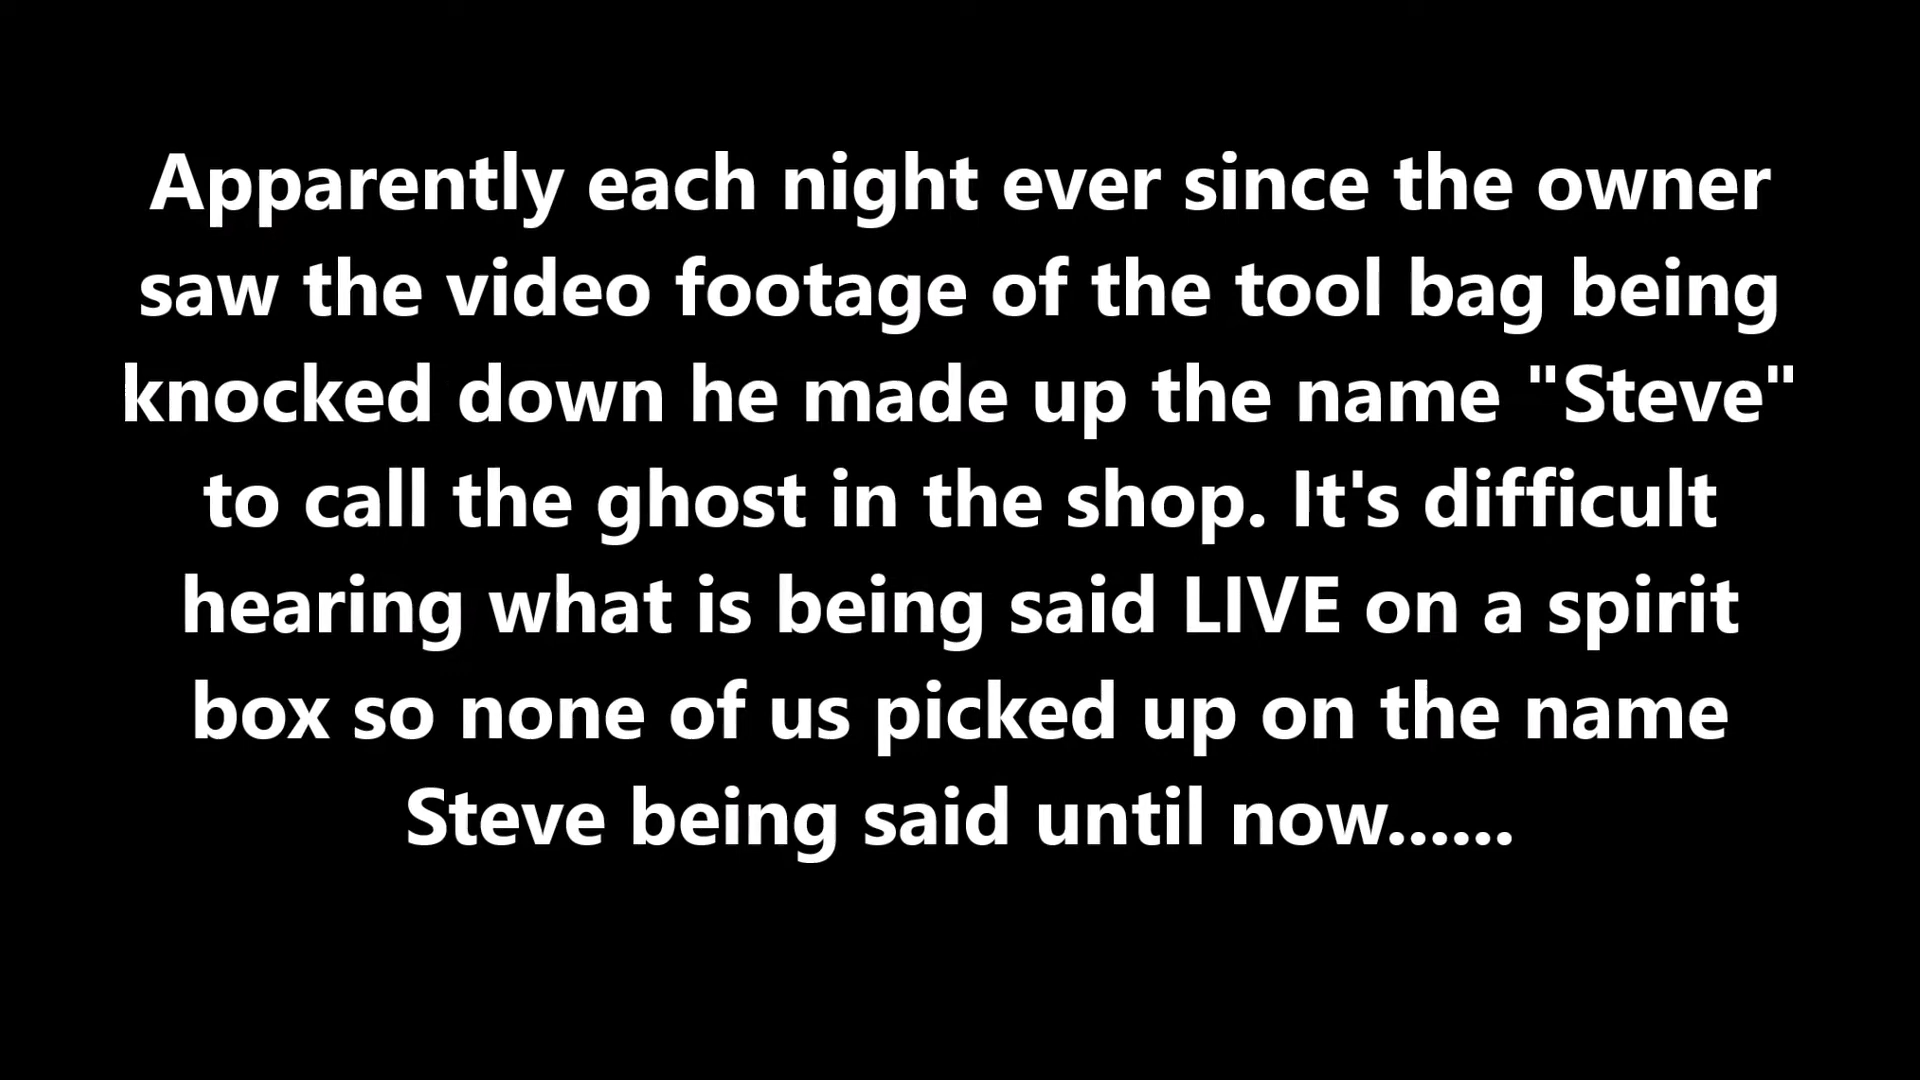 Apparently each night ever since the owner
saw the video footage of the tool bag being
knocked down he made up the name "Steve"
to call the ghost in the shop. It's difficult
hearing what is being said LIVE on a spirit
box so none of us picked up on the name
Steve being said until now......